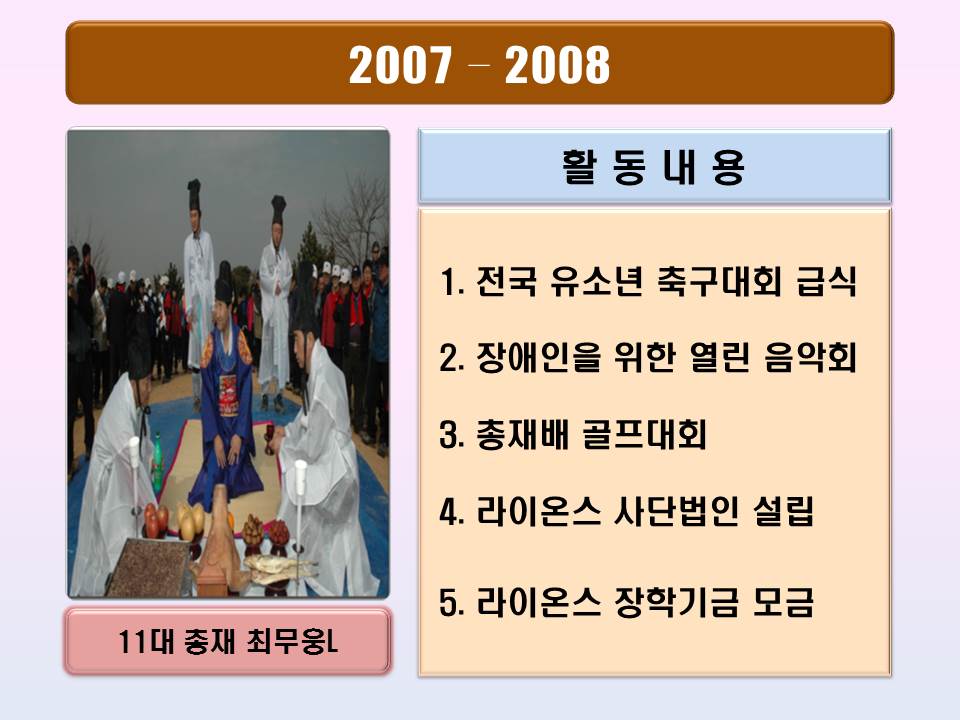 2007 – 2008
활 동 내 용
1. 전국 유소년 축구대회 급식
2. 장애인을 위한 열린 음악회
3. 총재배 골프대회
4. 라이온스 사단법인 설립
5. 라이온스 장학기금 모금
11대 총재 최무웅L